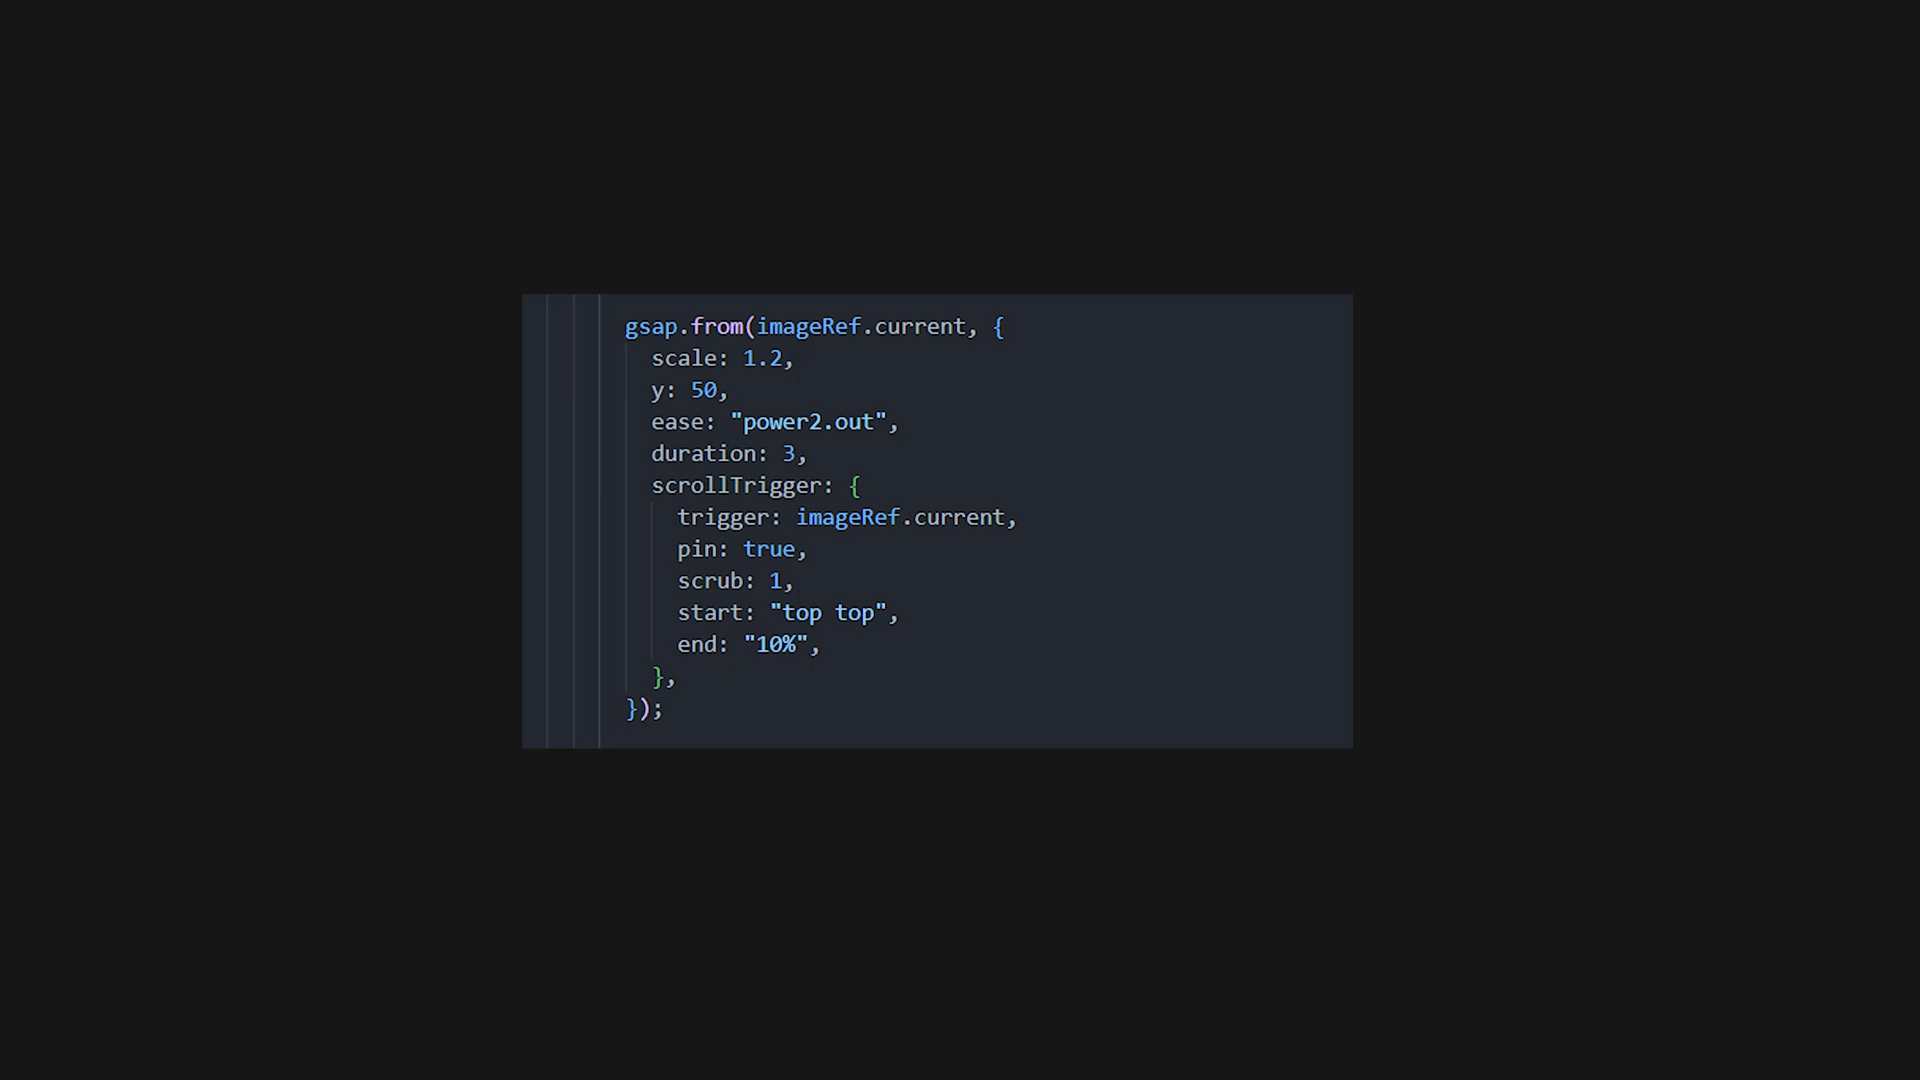 gsap.from(imageRef.current, {
scale: 1.2,
y: 50,
ease: "power2.out",
duration: 3,
scrollTrigger: {
trigger: imageRef.current,
pin: true,
scrub: 1,
start: "top top",
end: "10%",
},
});